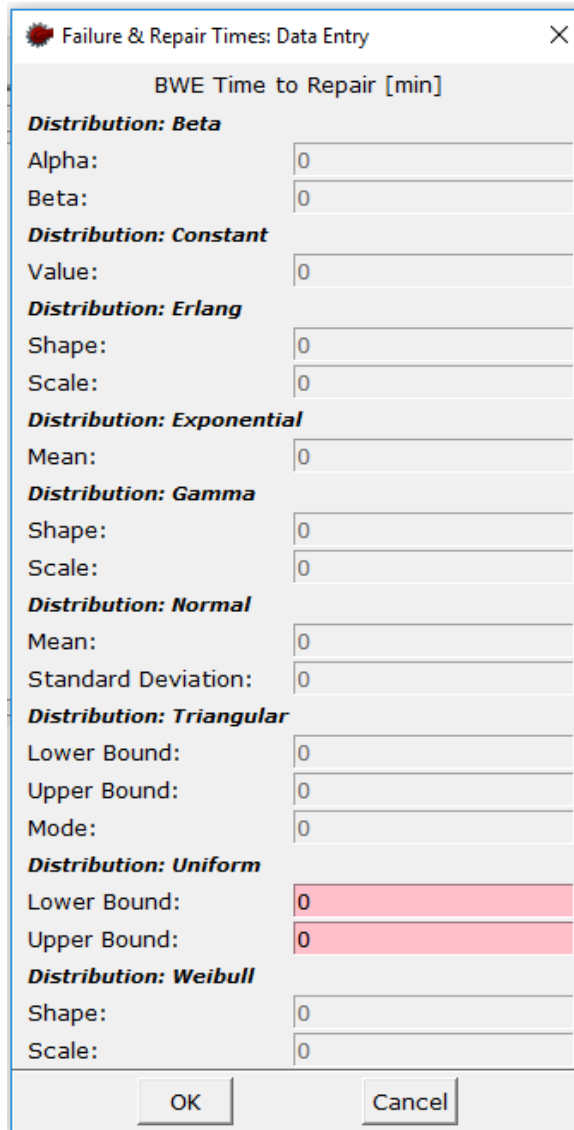 Failure & Repair Times: Data Entry
BWE Time to Repair [min]
Distribution: Beta
Alpha: 0
Beta: 0
Distribution: Constant
Value: 0
Distribution: Erlang
Shape: 0
Scale: 0
Distribution: Exponential
Mean: 0
Distribution: Gamma
Shape: 0
Scale: 0
Distribution: Normal
Mean: 0
Standard Deviation: 0
Distribution: Triangular
Lower Bound: 0
Upper Bound: 0
Mode: 0
Distribution: Uniform
Lower Bound: 0
Upper Bound: 0
Distribution: Weibull
Shape: 0
Scale: 0
OK Cancel